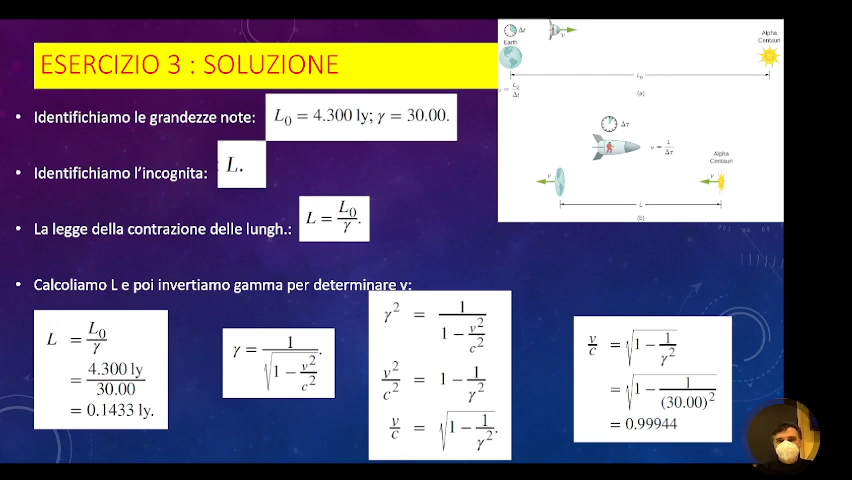 ESERCIZIO 3 : SOLUZIONE
• Identifichiamo le grandezze note:
L₀ = 4.300 ly; γ = 30.00.
• Identifichiamo l'incognita:
L.
• La legge della contrazione delle lungh.:
L = L₀/γ.
• Calcoliamo L e poi invertiamo gamma per determinare v:
L = L₀/γ
= 4.300 ly/30.00
= 0.1433 ly.
γ = 1/√(1 − v²/c²).
γ² = 1/(1 − v²/c²)
v²/c² = 1 − 1/γ²
v/c = √(1 − 1/γ²).
v/c = √(1 − 1/γ²)
= √(1 − 1/(30.00)²)
= 0.99944
Δt
v
Earth
Alpha
Centauri
L₀
= L₀/Δt
(a)
Δτ
v = L/Δτ
Alpha
Centauri
v
v
L
(b)